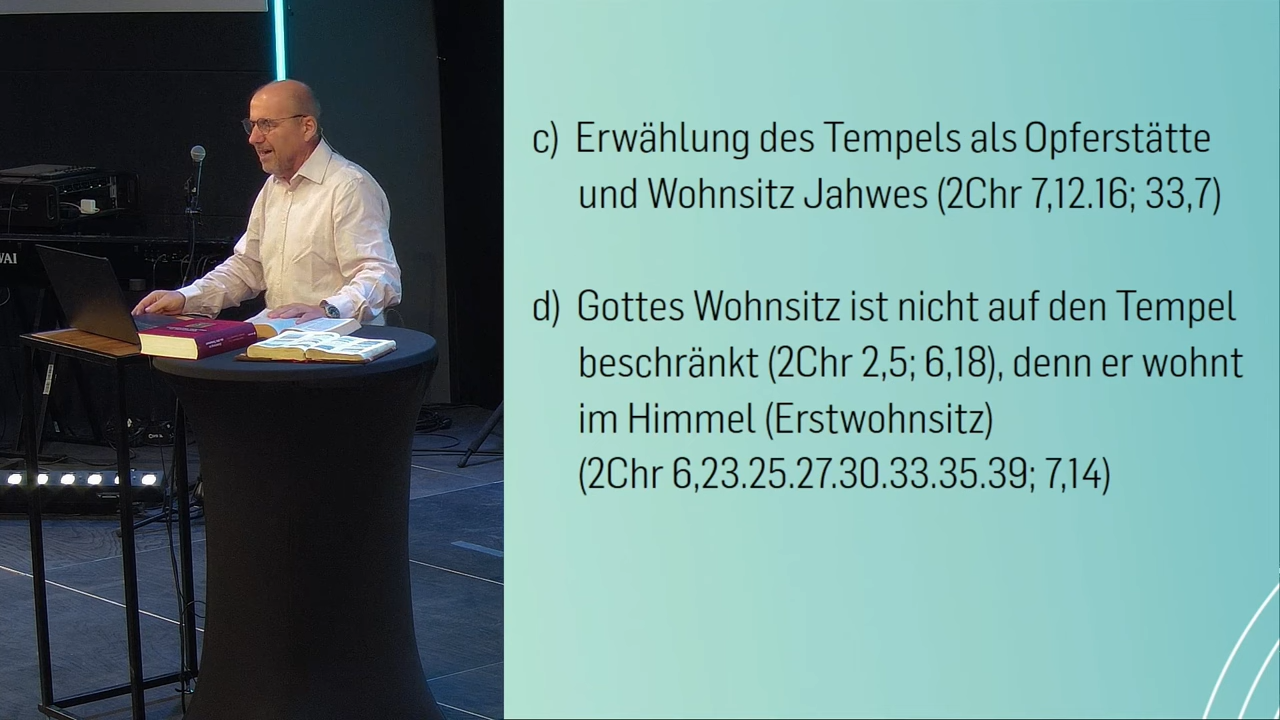 WAI
c) Erwählung des Tempels als Opferstätte
und Wohnsitz Jahwes (2Chr 7,12.16; 33,7)
d) Gottes Wohnsitz ist nicht auf den Tempel
beschränkt (2Chr 2,5; 6,18), denn er wohnt
im Himmel (Erstwohnsitz)
(2Chr 6,23.25.27.30.33.35.39; 7,14)